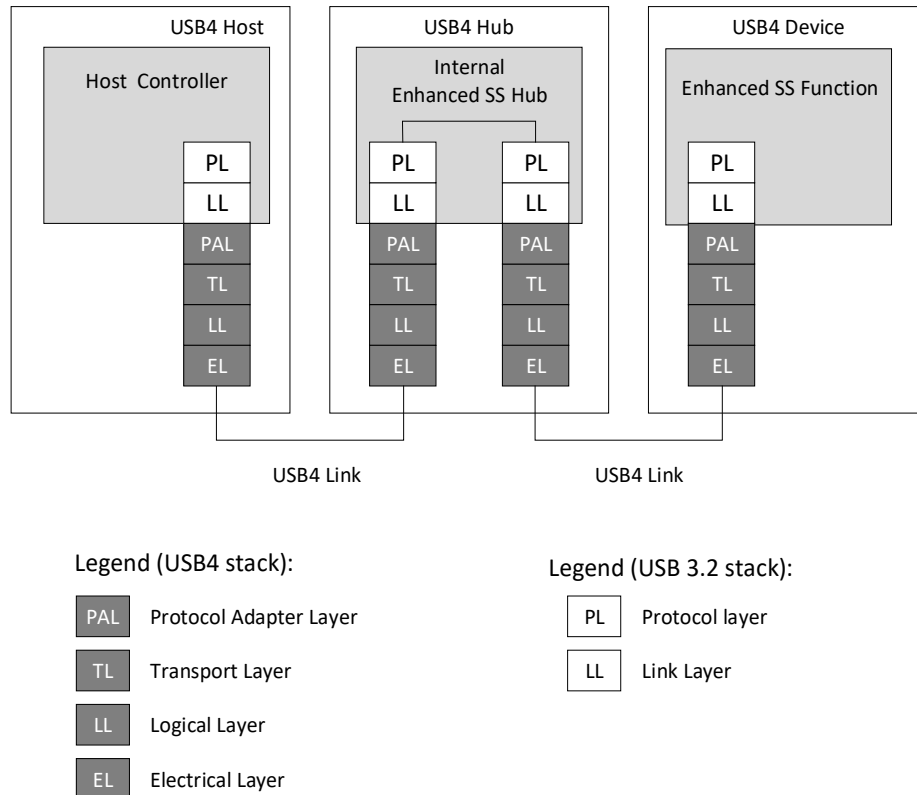 USB4 Host
USB4 Hub
USB4 Device
Host Controller
Internal
Enhanced SS Hub
Enhanced SS Function
PL PL PL PL
LL LL LL LL
PAL PAL PAL PAL
TL TL TL TL
LL LL LL LL
EL EL EL EL
USB4 Link
USB4 Link
Legend (USB4 stack):
PAL Protocol Adapter Layer
TL Transport Layer
LL Logical Layer
EL Electrical Layer
Legend (USB 3.2 stack):
PL Protocol layer
LL Link Layer